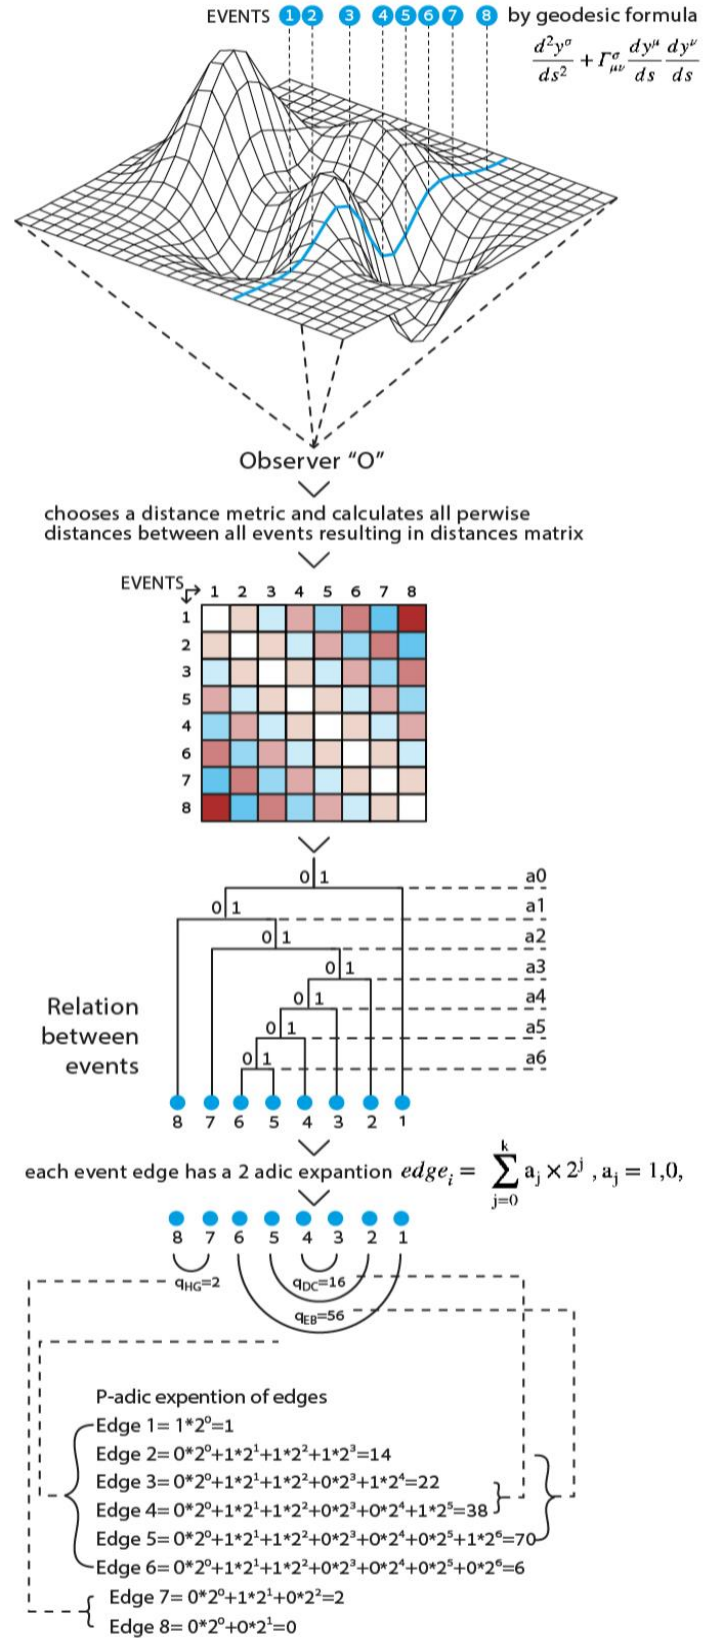 EVENTS 1 2 3 4 5 6 7 8 by geodesic formula
d²y^σ/ds² + Γ^σ_μν dy^μ/ds dy^ν/ds
Observer “O”
chooses a distance metric and calculates all perwise
distances between all events resulting in distances matrix
EVENTS 1 2 3 4 5 6 7 8
1
2
3
5
4
6
7
8
0 1 a0
0 1 a1
0 1 a2
0 1 a3
0 1 a4
0 1 a5
0 1 a6
Relation
between
events
8 7 6 5 4 3 2 1
each event edge has a 2 adic expantion edge_i = ∑_{j=0}^{k} a_j × 2^j , a_j = 1,0,
8 7 6 5 4 3 2 1
q_HG=2 q_DC=16
q_EB=56
P-adic expention of edges
Edge 1= 1*2⁰=1
Edge 2= 0*2⁰+1*2¹+1*2²+1*2³=14
Edge 3= 0*2⁰+1*2¹+1*2²+0*2³+1*2⁴=22
Edge 4= 0*2⁰+1*2¹+1*2²+0*2³+0*2⁴+1*2⁵=38
Edge 5= 0*2⁰+1*2¹+1*2²+0*2³+0*2⁴+0*2⁵+1*2⁶=70
Edge 6= 0*2⁰+1*2¹+1*2²+0*2³+0*2⁴+0*2⁵+0*2⁶=6
Edge 7= 0*2⁰+1*2¹+0*2²=2
Edge 8= 0*2⁰+0*2¹=0